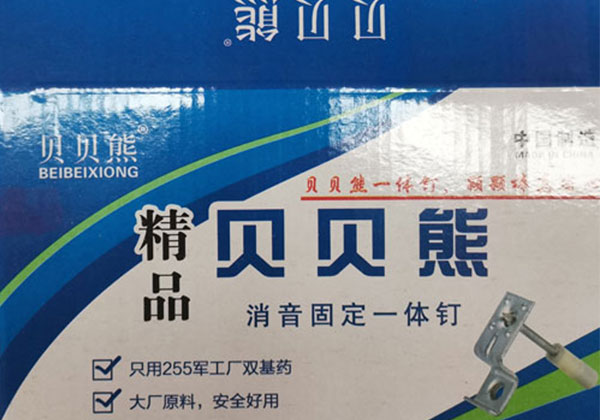 贝贝熊®
贝贝熊®
BEIBEIXIONG
中国制造
MADE IN CHINA
贝贝熊一体钉，颗颗
精品
贝贝熊
消音固定一体钉
只用255军工厂双基药
大厂原料，安全好用